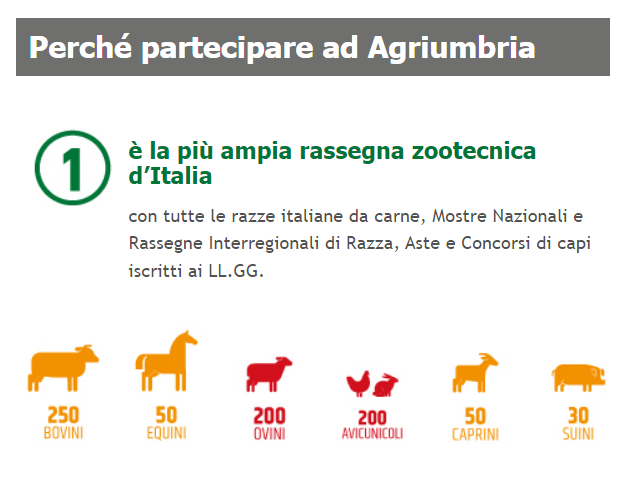 Perché partecipare ad Agriumbria
1
è la più ampia rassegna zootecnica
d'Italia
con tutte le razze italiane da carne, Mostre Nazionali e
Rassegne Interregionali di Razza, Aste e Concorsi di capi
iscritti ai LL.GG.
250
BOVINI
50
EQUINI
200
OVINI
200
AVICUNICOLI
50
CAPRINI
30
SUINI